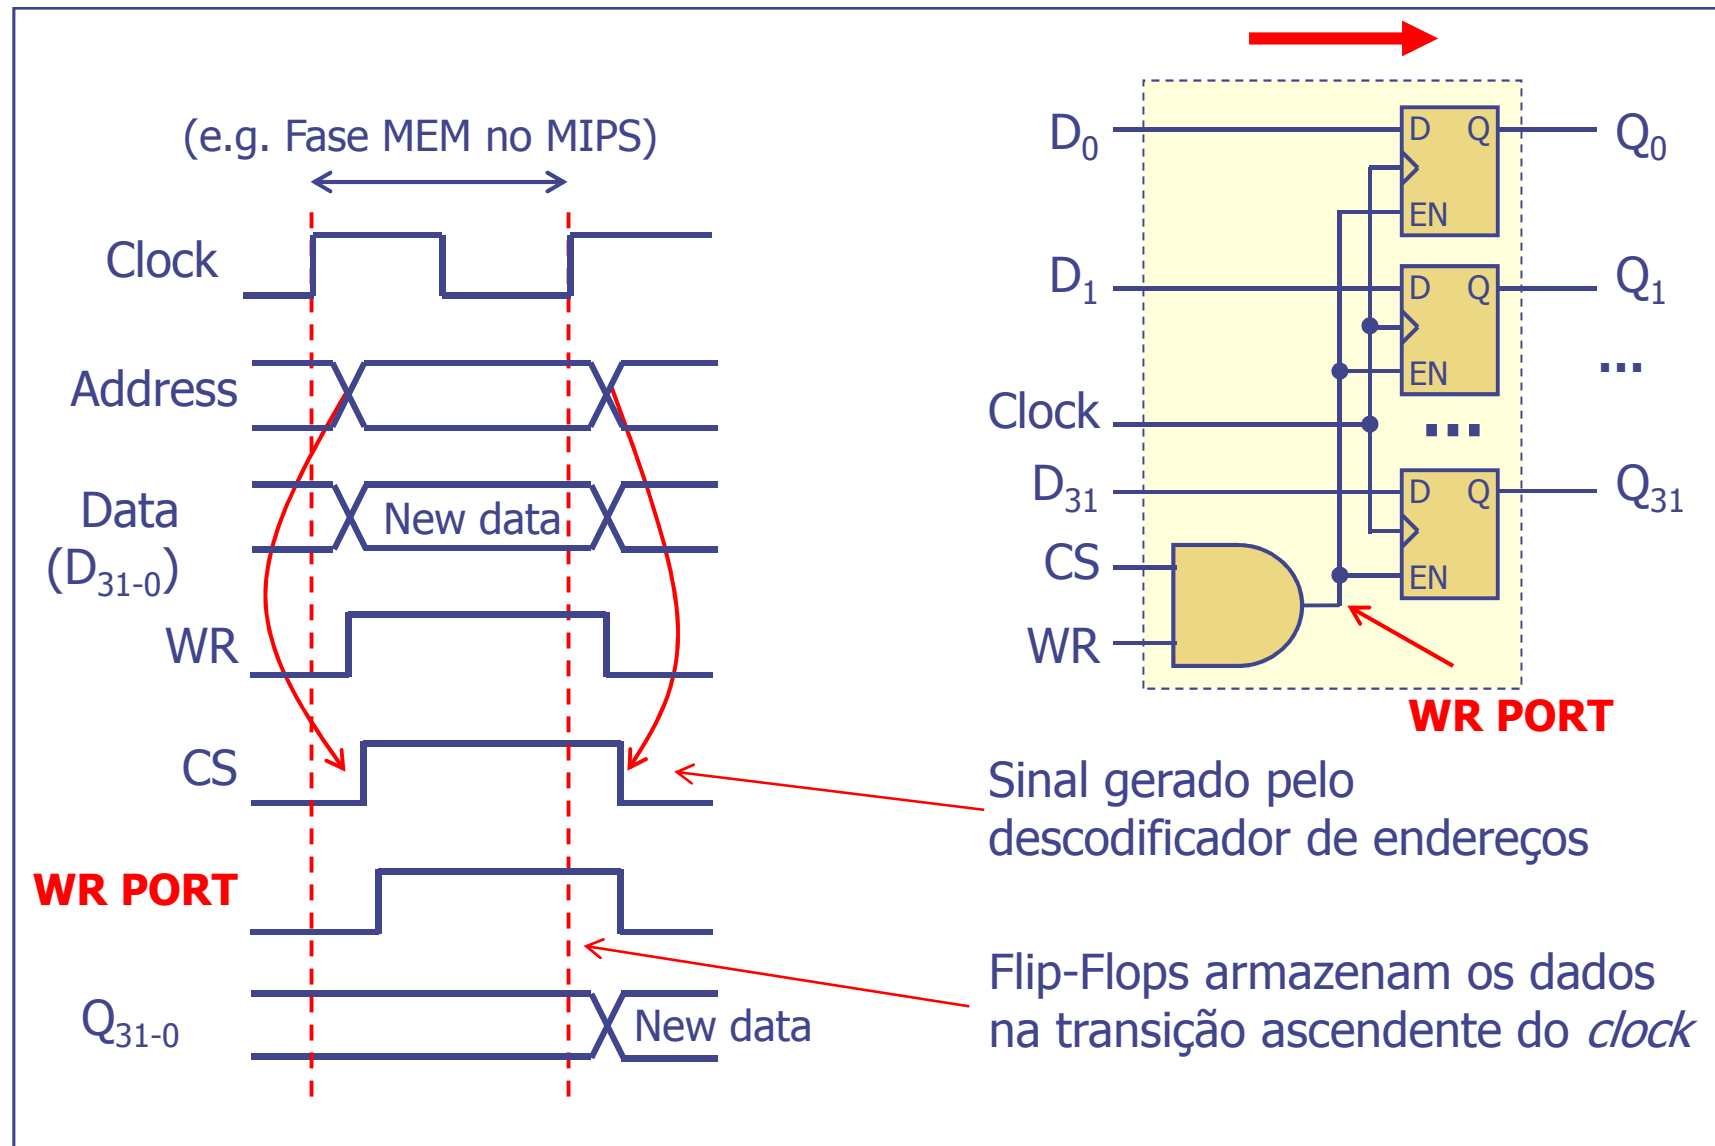 (e.g. Fase MEM no MIPS)
Clock
Address
Data
(D31-0)
New data
WR
CS
WR PORT
Q31-0
New data
D0
D Q
EN
Q0
D1
D Q
EN
Q1
...
Clock
...
D31
D Q
EN
Q31
CS
WR
WR PORT
Sinal gerado pelo
descodificador de endereços
Flip-Flops armazenam os dados
na transição ascendente do clock